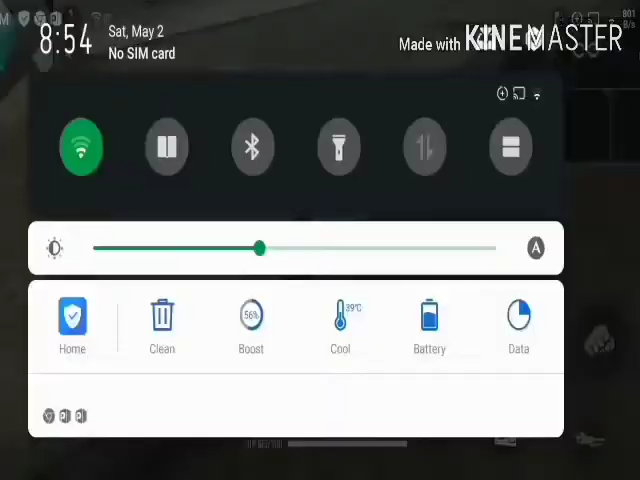 8:54
Sat, May 2
No SIM card
Made with KINEMASTER
801
B/s
A
56%
39°C
Home
Clean
Boost
Cool
Battery
Data